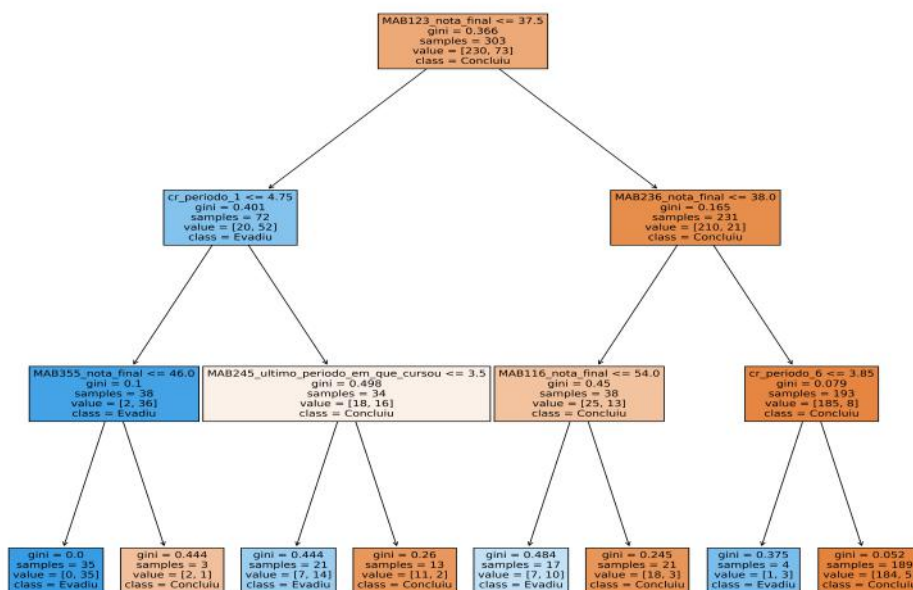 MAB123_nota_final <= 37.5
gini = 0.366
samples = 303
value = [230, 73]
class = Concluiu
cr_periodo_1 <= 4.75
gini = 0.401
samples = 72
value = [20, 52]
class = Evadiu
MAB236_nota_final <= 38.0
gini = 0.165
samples = 231
value = [210, 21]
class = Concluiu
MAB355_nota_final <= 46.0
gini = 0.1
samples = 38
value = [2, 36]
class = Evadiu
MAB245_ultimo_periodo_em_que_cursou <= 3.5
gini = 0.498
samples = 34
value = [18, 16]
class = Concluiu
MAB116_nota_final <= 54.0
gini = 0.45
samples = 38
value = [25, 13]
class = Concluiu
cr_periodo_6 <= 3.85
gini = 0.079
samples = 193
value = [185, 8]
class = Concluiu
gini = 0.0
samples = 35
value = [0, 35]
class = Evadiu
gini = 0.444
samples = 3
value = [2, 1]
class = Concluiu
gini = 0.444
samples = 21
value = [7, 14]
class = Evadiu
gini = 0.26
samples = 13
value = [11, 2]
class = Concluiu
gini = 0.484
samples = 17
value = [7, 10]
class = Evadiu
gini = 0.245
samples = 21
value = [18, 3]
class = Concluiu
gini = 0.375
samples = 4
value = [1, 3]
class = Evadiu
gini = 0.052
samples = 189
value = [184, 5]
class = Concluiu